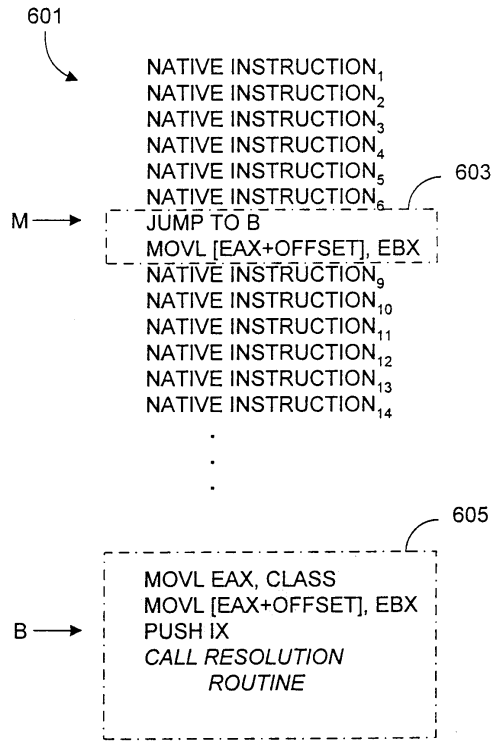 601
NATIVE INSTRUCTION₁
NATIVE INSTRUCTION₂
NATIVE INSTRUCTION₃
NATIVE INSTRUCTION₄
NATIVE INSTRUCTION₅
NATIVE INSTRUCTION₆
603
M
JUMP TO B
MOVL [EAX+OFFSET], EBX
NATIVE INSTRUCTION₉
NATIVE INSTRUCTION₁₀
NATIVE INSTRUCTION₁₁
NATIVE INSTRUCTION₁₂
NATIVE INSTRUCTION₁₃
NATIVE INSTRUCTION₁₄
.
.
.
605
MOVL EAX, CLASS
MOVL [EAX+OFFSET], EBX
B
PUSH IX
CALL RESOLUTION
ROUTINE